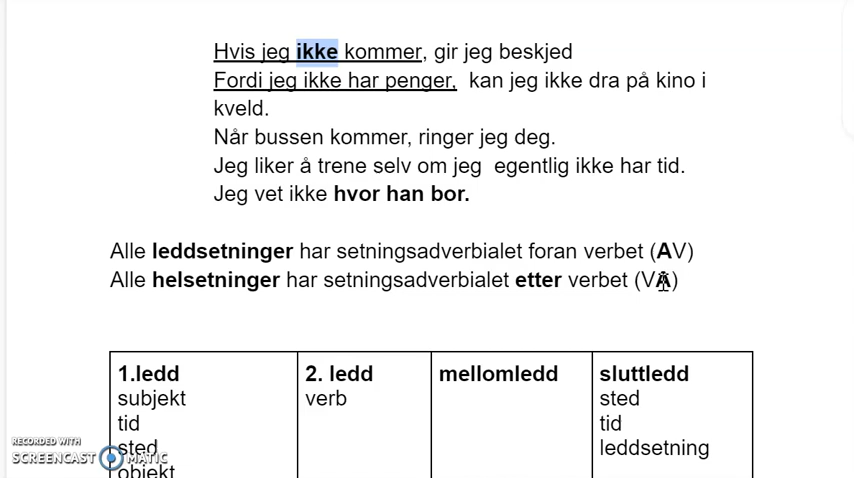 Hvis jeg ikke kommer, gir jeg beskjed
Fordi jeg ikke har penger,  kan jeg ikke dra på kino i
kveld.
Når bussen kommer, ringer jeg deg.
Jeg liker å trene selv om jeg  egentlig ikke har tid.
Jeg vet ikke hvor han bor.
Alle leddsetninger har setningsadverbialet foran verbet (AV)
Alle helsetninger har setningsadverbialet etter verbet (VA)
1.ledd
subjekt
tid
sted
objekt
2. ledd
verb
mellomledd
sluttledd
sted
tid
leddsetning
RECORDED WITH
SCREENCAST MATIC